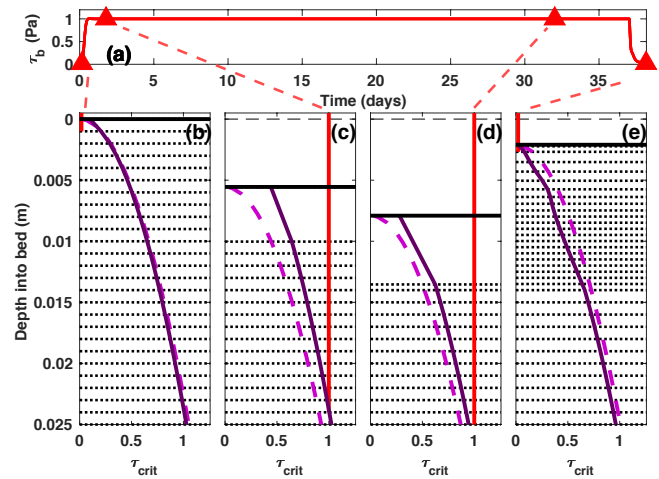 τb (Pa)
1
0.5
0
(a)
0 5 10 15 20 25 30 35
Time (days)
(b) (c) (d) (e)
Depth into bed (m)
0
0.005
0.01
0.015
0.02
0.025
0 0.5 1 0 0.5 1 0 0.5 1 0 0.5 1
τcrit τcrit τcrit τcrit